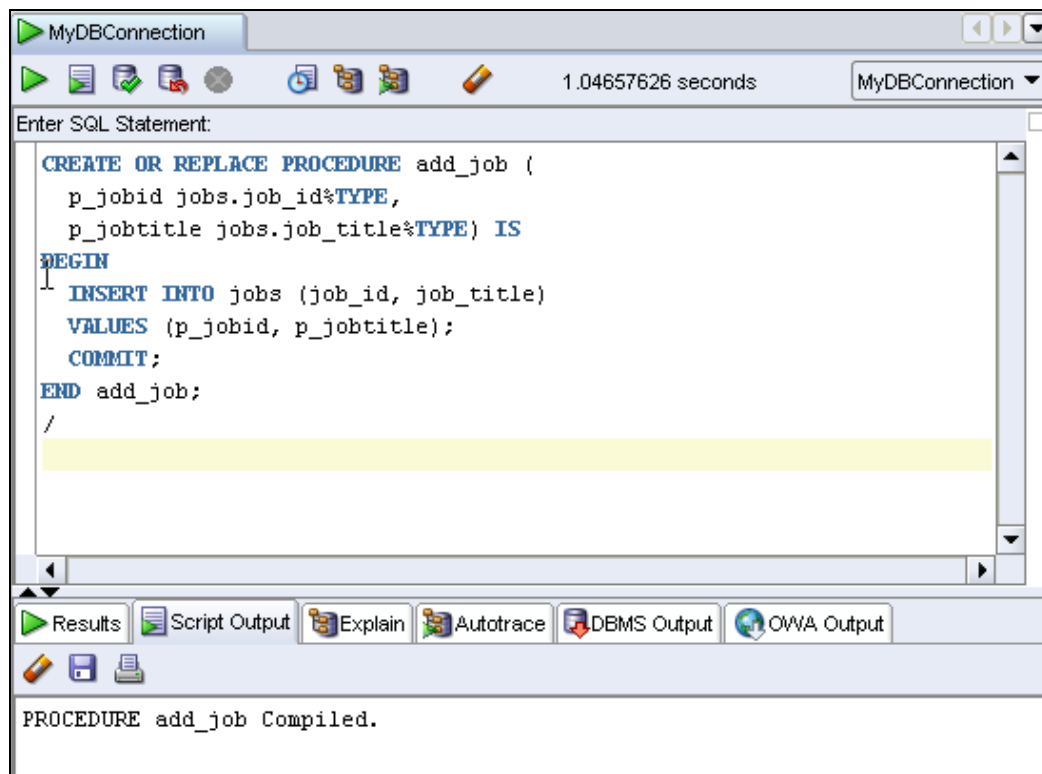 MyDBConnection
1.04657626 seconds
MyDBConnection
Enter SQL Statement:
CREATE OR REPLACE PROCEDURE add_job (
p_jobid jobs.job_id%TYPE,
p_jobtitle jobs.job_title%TYPE) IS
BEGIN
INSERT INTO jobs (job_id, job_title)
VALUES (p_jobid, p_jobtitle);
COMMIT;
END add_job;
/
Results Script Output Explain Autotrace DBMS Output OWA Output
PROCEDURE add_job Compiled.